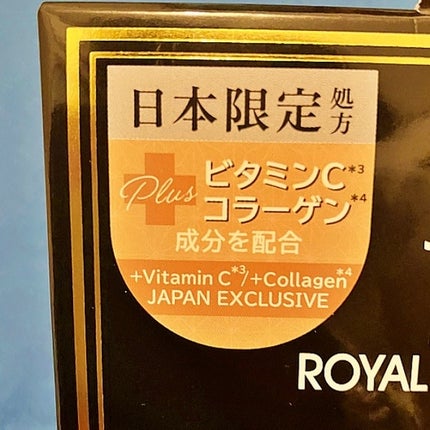 日本限定処方
Plus
ビタミンC*3
コラーゲン*4
成分を配合
+Vitamin C*3/+Collagen*4
JAPAN EXCLUSIVE
ROYAL